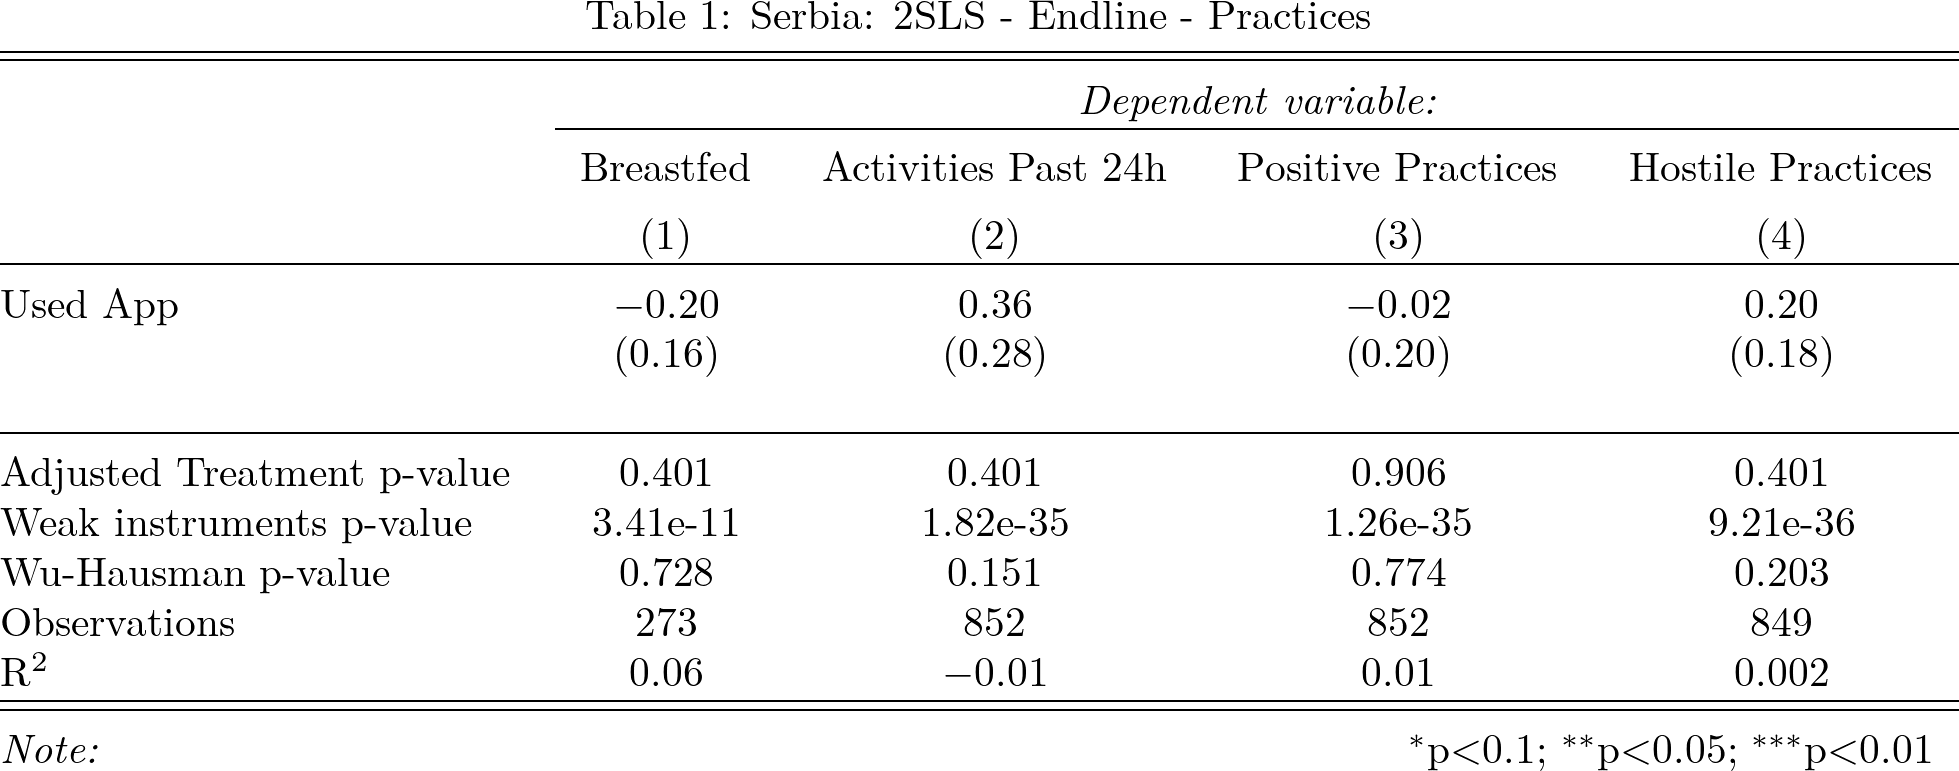 Table 1: Serbia: 2SLS - Endline - Practices
Dependent variable:
Breastfed Activities Past 24h Positive Practices Hostile Practices
(1) (2) (3) (4)
Used App −0.20 0.36 −0.02 0.20
(0.16) (0.28) (0.20) (0.18)
Adjusted Treatment p-value 0.401 0.401 0.906 0.401
Weak instruments p-value 3.41e-11 1.82e-35 1.26e-35 9.21e-36
Wu-Hausman p-value 0.728 0.151 0.774 0.203
Observations 273 852 852 849
R² 0.06 −0.01 0.01 0.002
Note: *p<0.1; **p<0.05; ***p<0.01